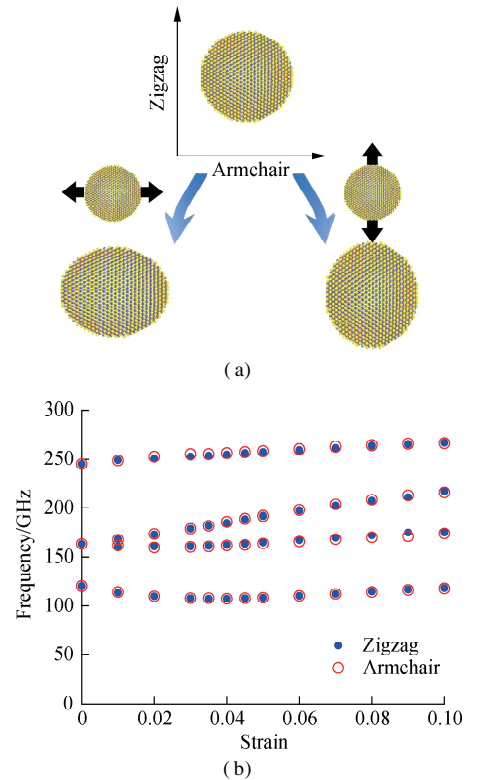 Zigzag
Armchair
(a)
300
250
200
150
100
50
0
Frequency/GHz
Zigzag
Armchair
0 0.02 0.04 0.06 0.08 0.10
Strain
(b)